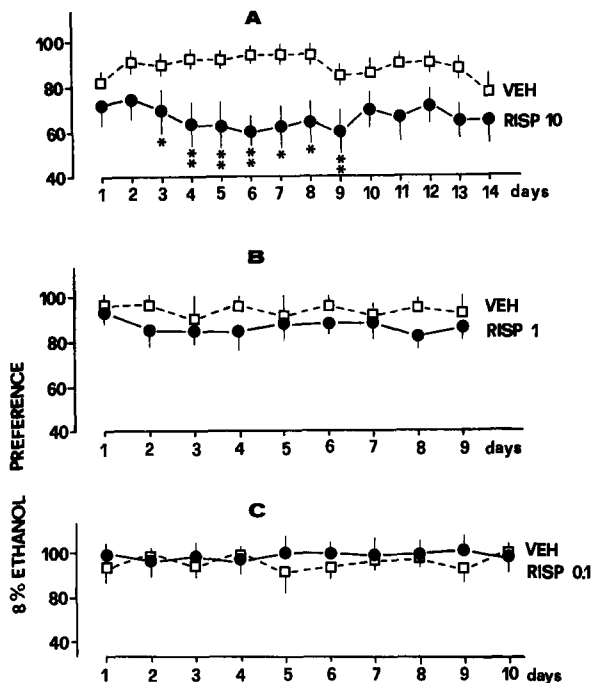 A
100
80
60
40
VEH
RISP 10
* ** ** ** * * **
1 2 3 4 5 6 7 8 9 10 11 12 13 14 days
B
100
80
60
40
VEH
RISP 1
1 2 3 4 5 6 7 8 9 days
8% ETHANOL PREFERENCE
C
100
80
60
40
VEH
RISP 0.1
1 2 3 4 5 6 7 8 9 10 days